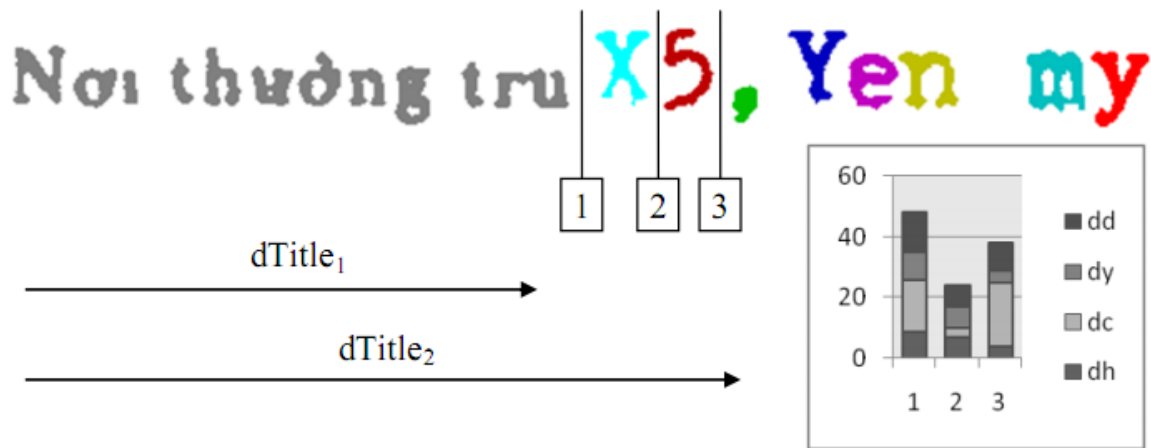 Nơi thường tru X5, Yen my
1 2 3
dTitle1
dTitle2
60
40
20
0
1 2 3
dd
dy
dc
dh